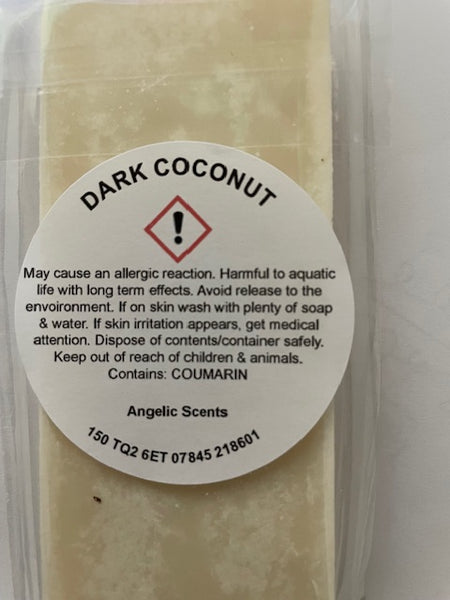 DARK COCONUT
!
May cause an allergic reaction. Harmful to aquatic
life with long term effects. Avoid release to the
envoironment. If on skin wash with plenty of soap
& water. If skin irritation appears, get medical
attention. Dispose of contents/container safely.
Keep out of reach of children & animals.
Contains: COUMARIN
Angelic Scents
150 TQ2 6ET 07845 218601